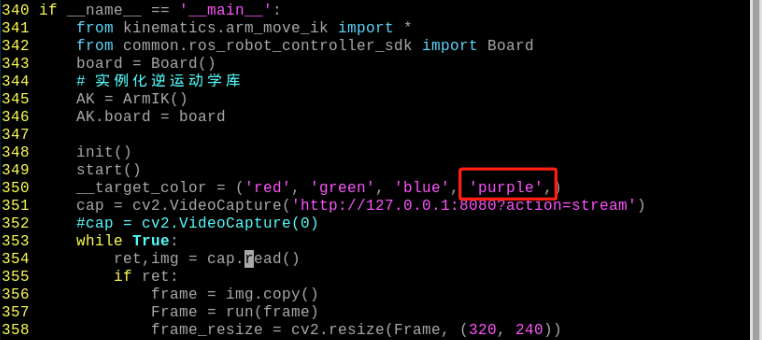 340 if __name__ == '__main__':
341     from kinematics.arm_move_ik import *
342     from common.ros_robot_controller_sdk import Board
343     board = Board()
344     # 实例化逆运动学库
345     AK = ArmIK()
346     AK.board = board
347
348     init()
349     start()
350     __target_color = ('red', 'green', 'blue', 'purple',)
351     cap = cv2.VideoCapture('http://127.0.0.1:8080?action=stream')
352     #cap = cv2.VideoCapture(0)
353     while True:
354         ret,img = cap.read()
355         if ret:
356             frame = img.copy()
357             Frame = run(frame)
358             frame_resize = cv2.resize(Frame, (320, 240))